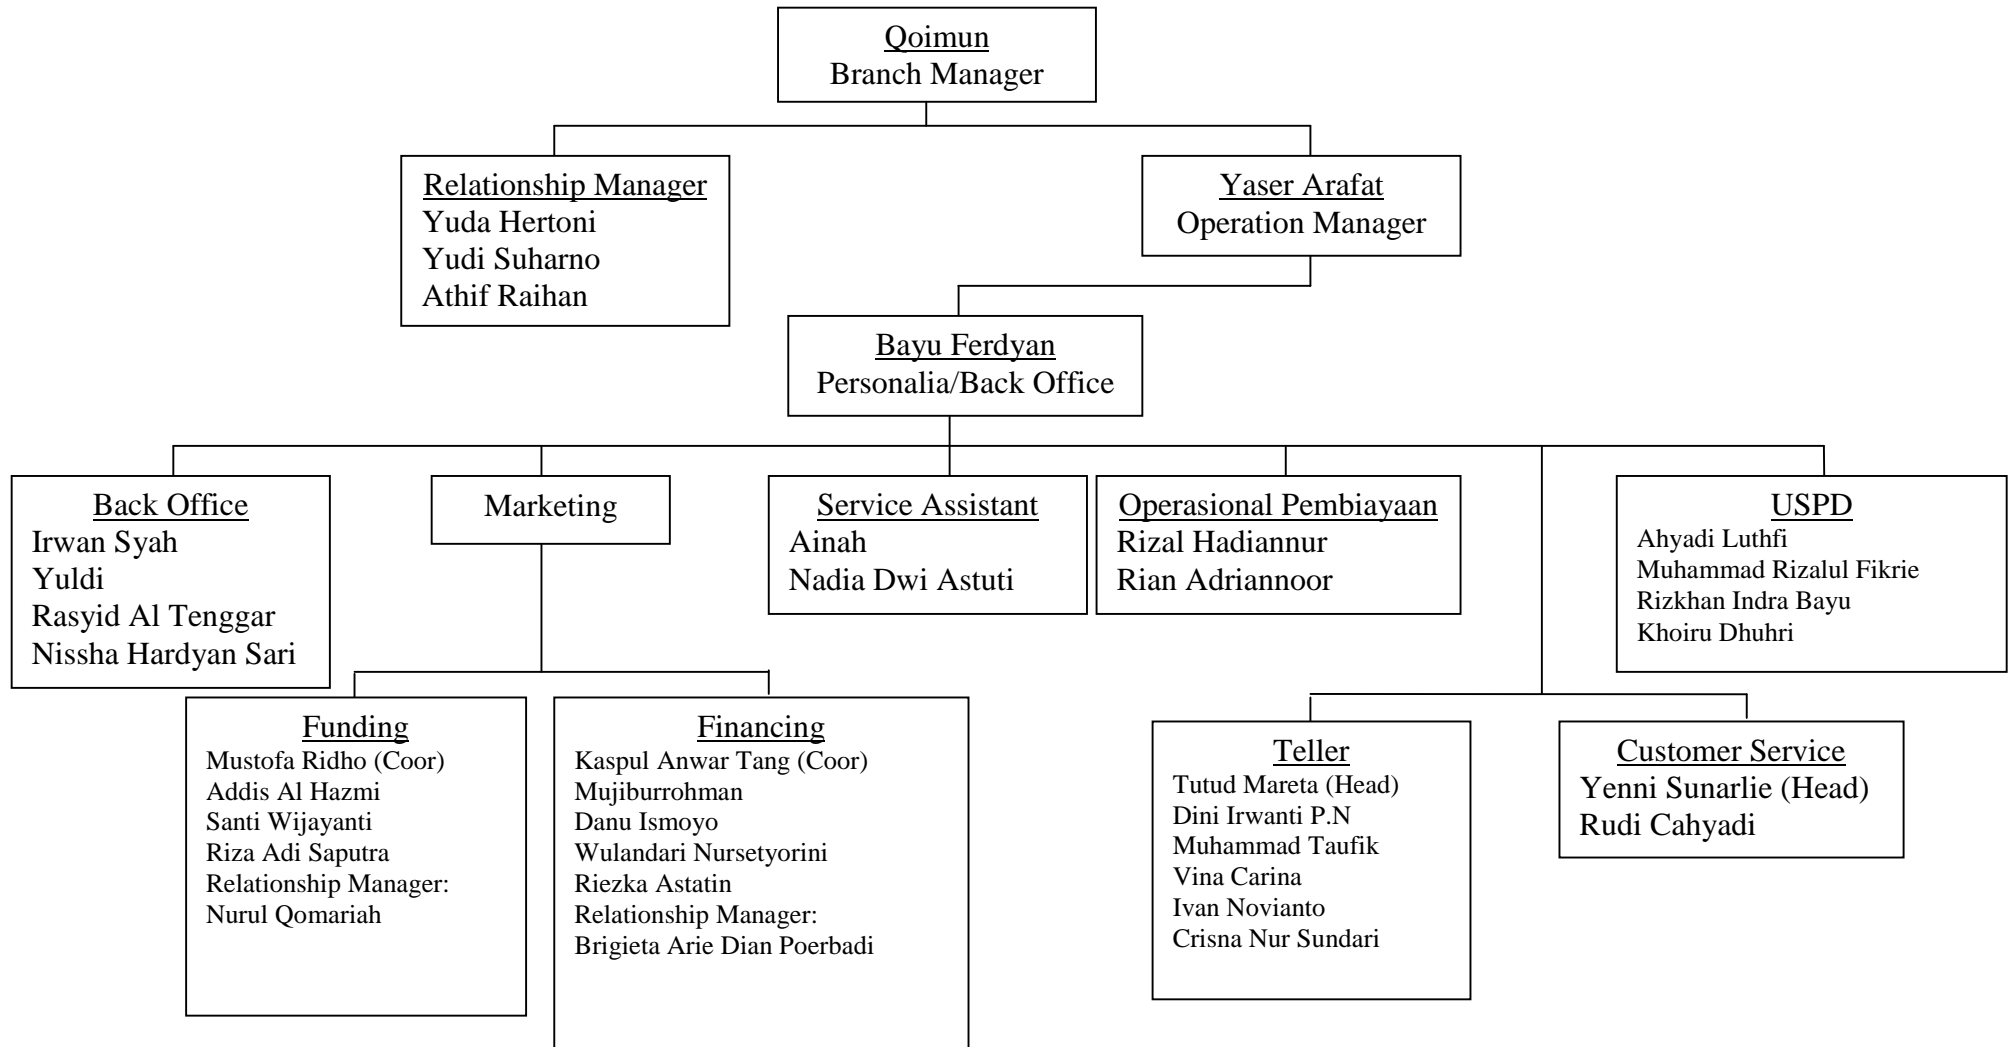 Qoimun
Branch Manager
Relationship Manager
Yuda Hertoni
Yudi Suharno
Athif Raihan
Yaser Arafat
Operation Manager
Bayu Ferdyan
Personalia/Back Office
Back Office
Irwan Syah
Yuldi
Rasyid Al Tenggar
Nissha Hardyan Sari
Marketing
Service Assistant
Ainah
Nadia Dwi Astuti
Operasional Pembiayaan
Rizal Hadiannur
Rian Adriannoor
USPD
Ahyadi Luthfi
Muhammad Rizalul Fikrie
Rizkhan Indra Bayu
Khoiru Dhuhri
Funding
Mustofa Ridho (Coor)
Addis Al Hazmi
Santi Wijayanti
Riza Adi Saputra
Relationship Manager:
Nurul Qomariah
Financing
Kaspul Anwar Tang (Coor)
Mujiburrohman
Danu Ismoyo
Wulandari Nursetyorini
Riezka Astatin
Relationship Manager:
Brigieta Arie Dian Poerbadi
Teller
Tutud Mareta (Head)
Dini Irwanti P.N
Muhammad Taufik
Vina Carina
Ivan Novianto
Crisna Nur Sundari
Customer Service
Yenni Sunarlie (Head)
Rudi Cahyadi